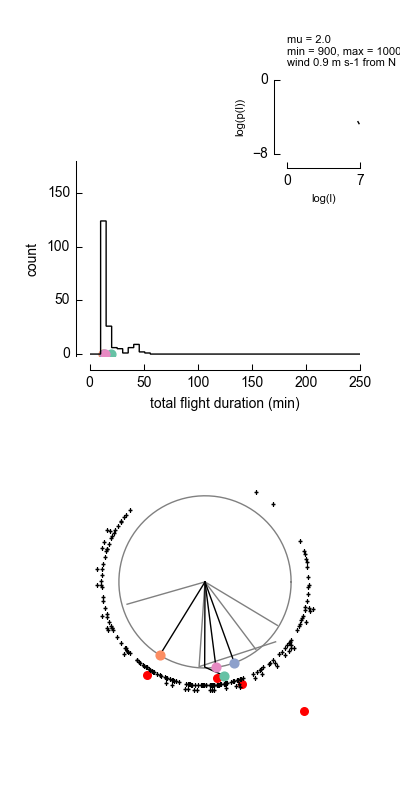 mu = 2.0
min = 900, max = 1000
wind 0.9 m s-1 from N
0
log(p(l))
−8
0
7
log(l)
150
100
50
0
count
0
50
100
150
200
250
total flight duration (min)